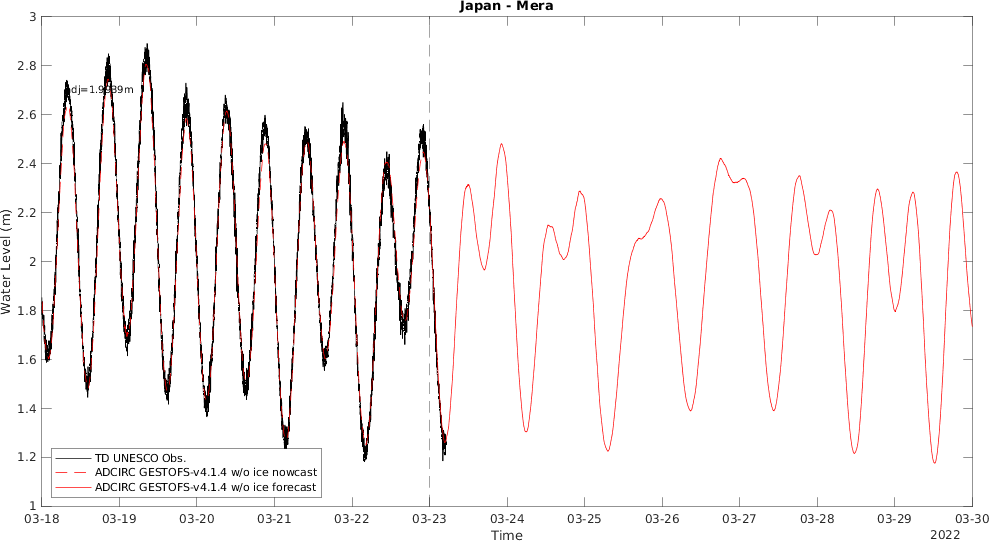 Japan - Mera
3
2.8
2.6
2.4
2.2
2
1.8
1.6
1.4
1.2
1
Water Level (m)
adj=1.9939m
TD UNESCO Obs.
ADCIRC GESTOFS-v4.1.4 w/o ice nowcast
ADCIRC GESTOFS-v4.1.4 w/o ice forecast
03-18 03-19 03-20 03-21 03-22 03-23 03-24 03-25 03-26 03-27 03-28 03-29 03-30
Time
2022